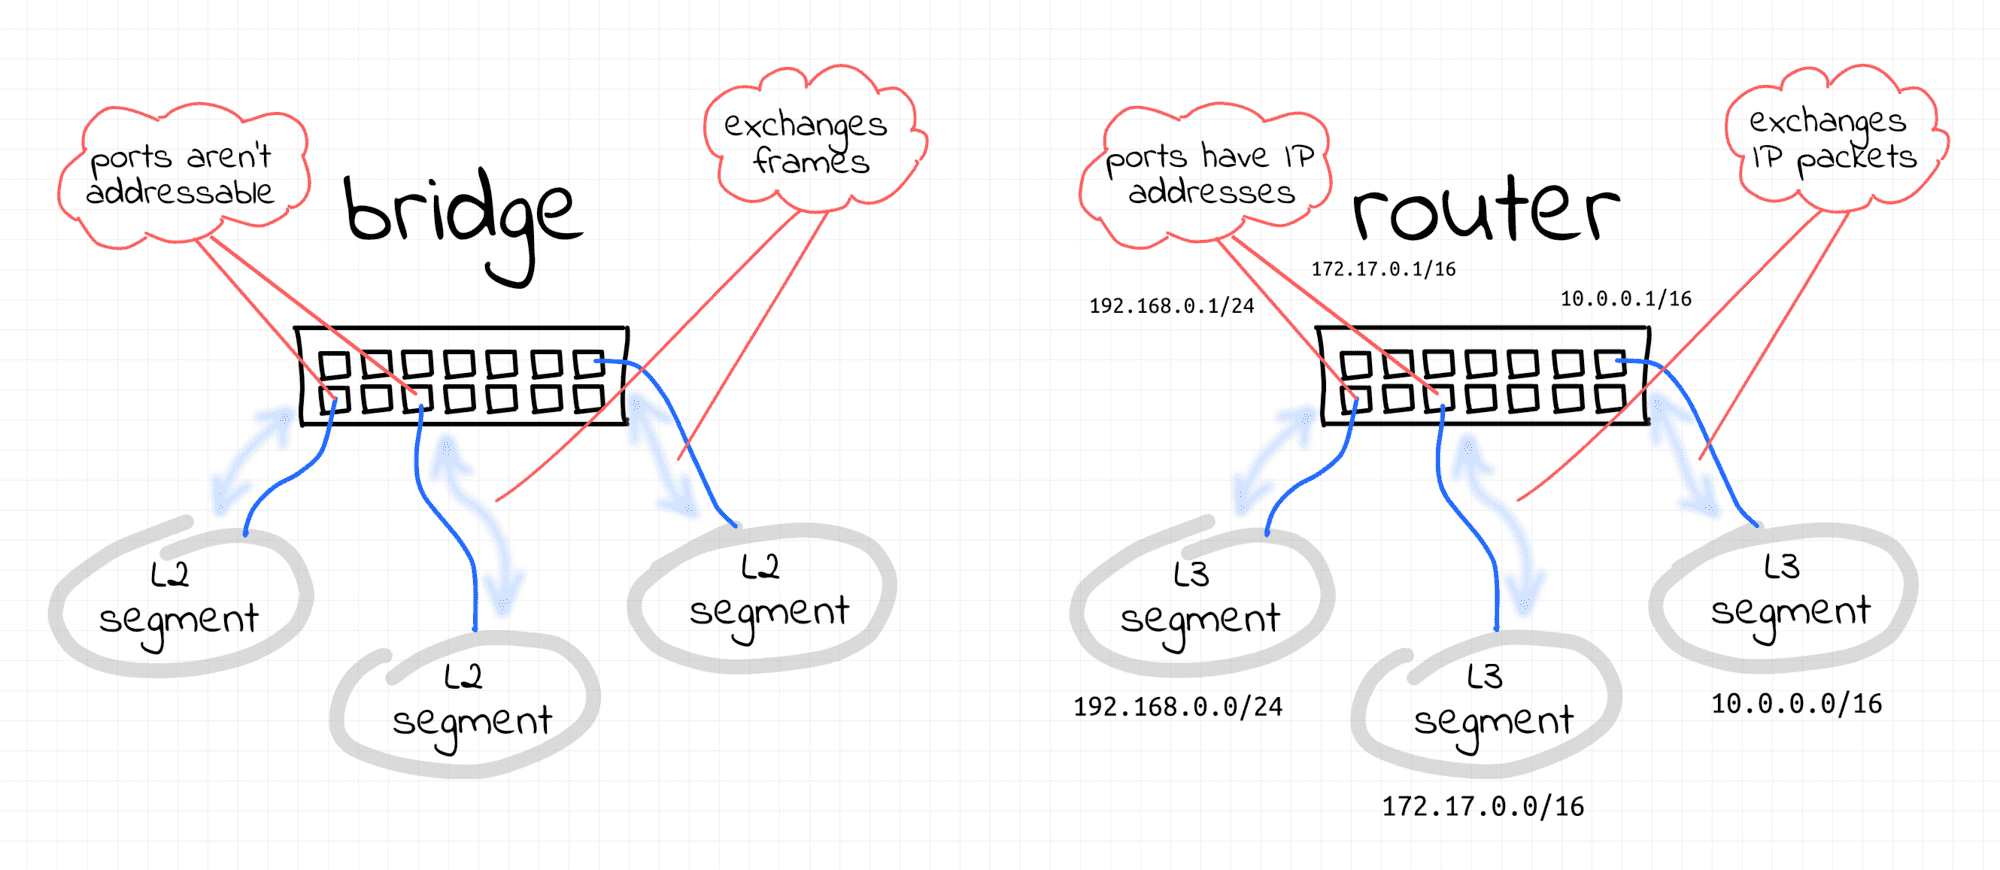 ports aren't
addressable
bridge
exchanges
frames
L2
segment
L2
segment
L2
segment
ports have IP
addresses
router
exchanges
IP packets
172.17.0.1/16
192.168.0.1/24
10.0.0.1/16
L3
segment
192.168.0.0/24
L3
segment
172.17.0.0/16
L3
segment
10.0.0.0/16